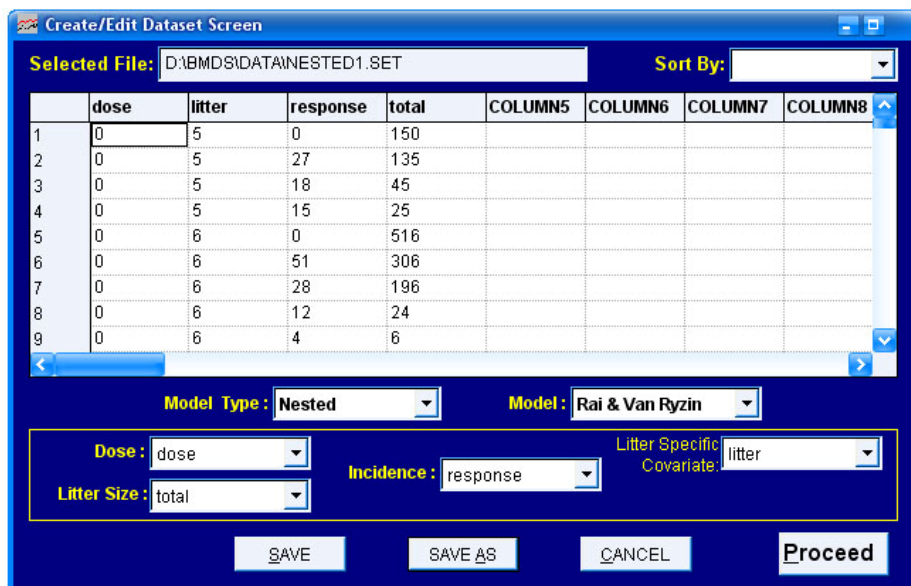 Create/Edit Dataset Screen
Selected File: D:\BMDS\DATA\NESTED1.SET Sort By:
dose litter response total COLUMN5 COLUMN6 COLUMN7 COLUMN8
1 0 5 0 150
2 0 5 27 135
3 0 5 18 45
4 0 5 15 25
5 0 6 0 516
6 0 6 51 306
7 0 6 28 196
8 0 6 12 24
9 0 6 4 6
Model Type : Nested Model : Rai & Van Ryzin
Dose : dose
Incidence : response
Litter Specific
Covariate: litter
Litter Size : total
SAVE SAVE AS CANCEL Proceed